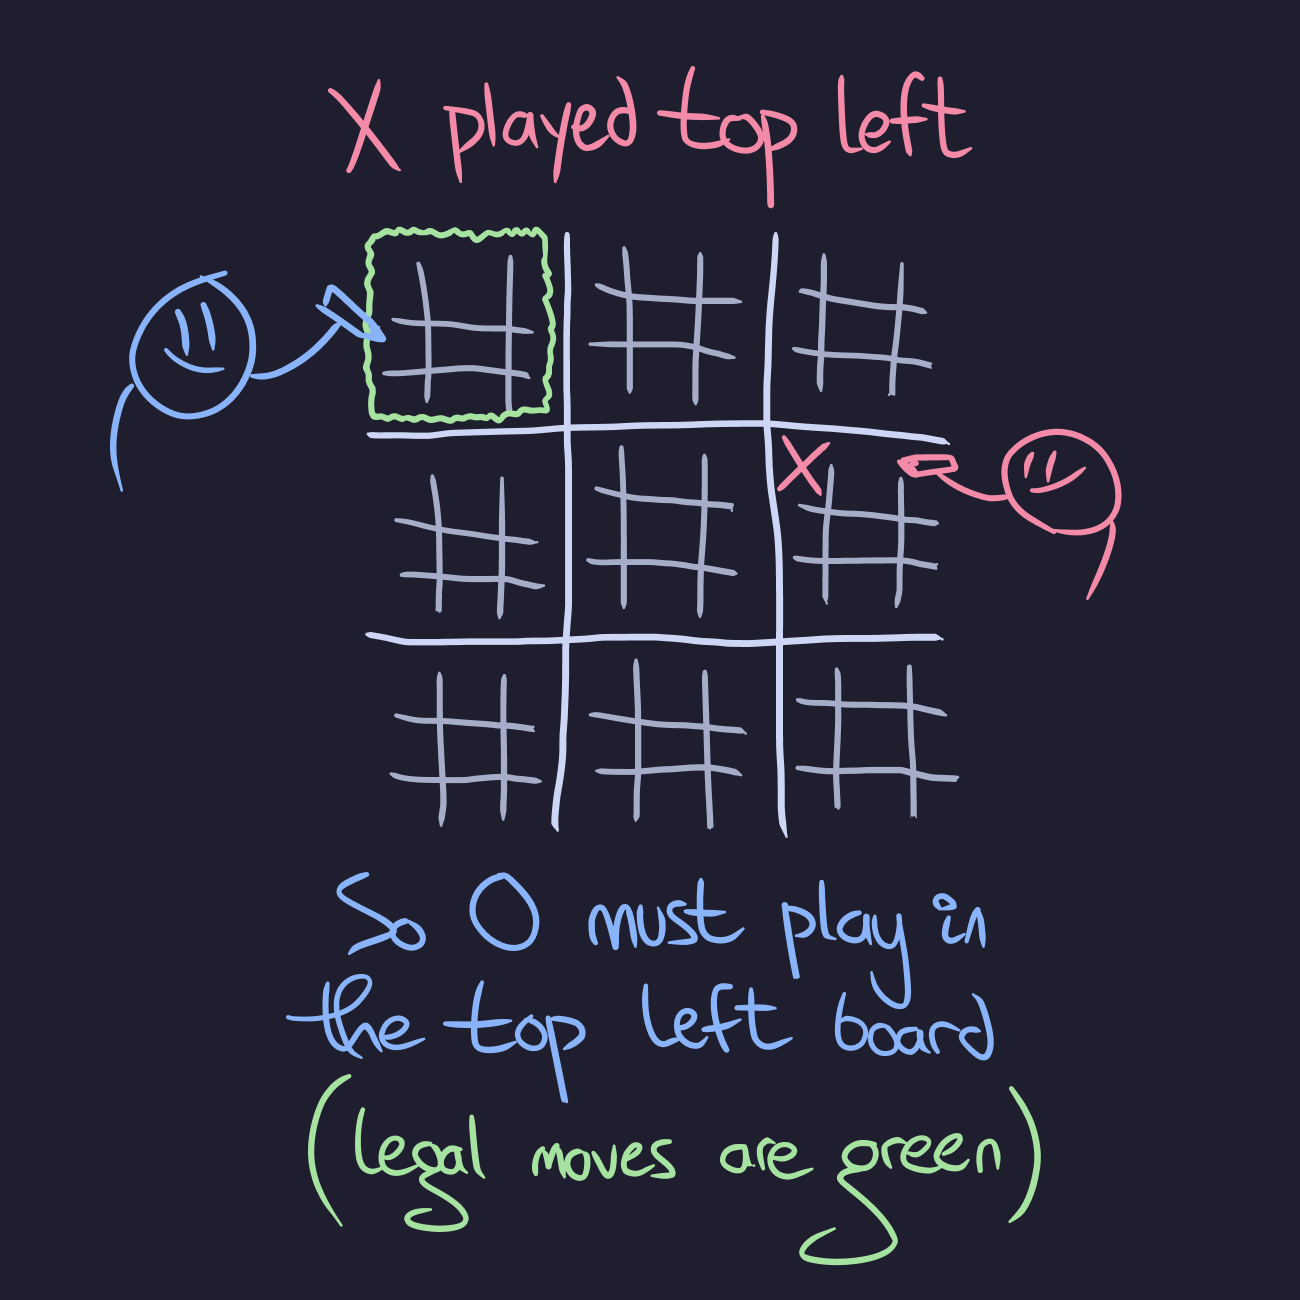 X played top left
X
So O must play in
the top left board
(legal moves are green)